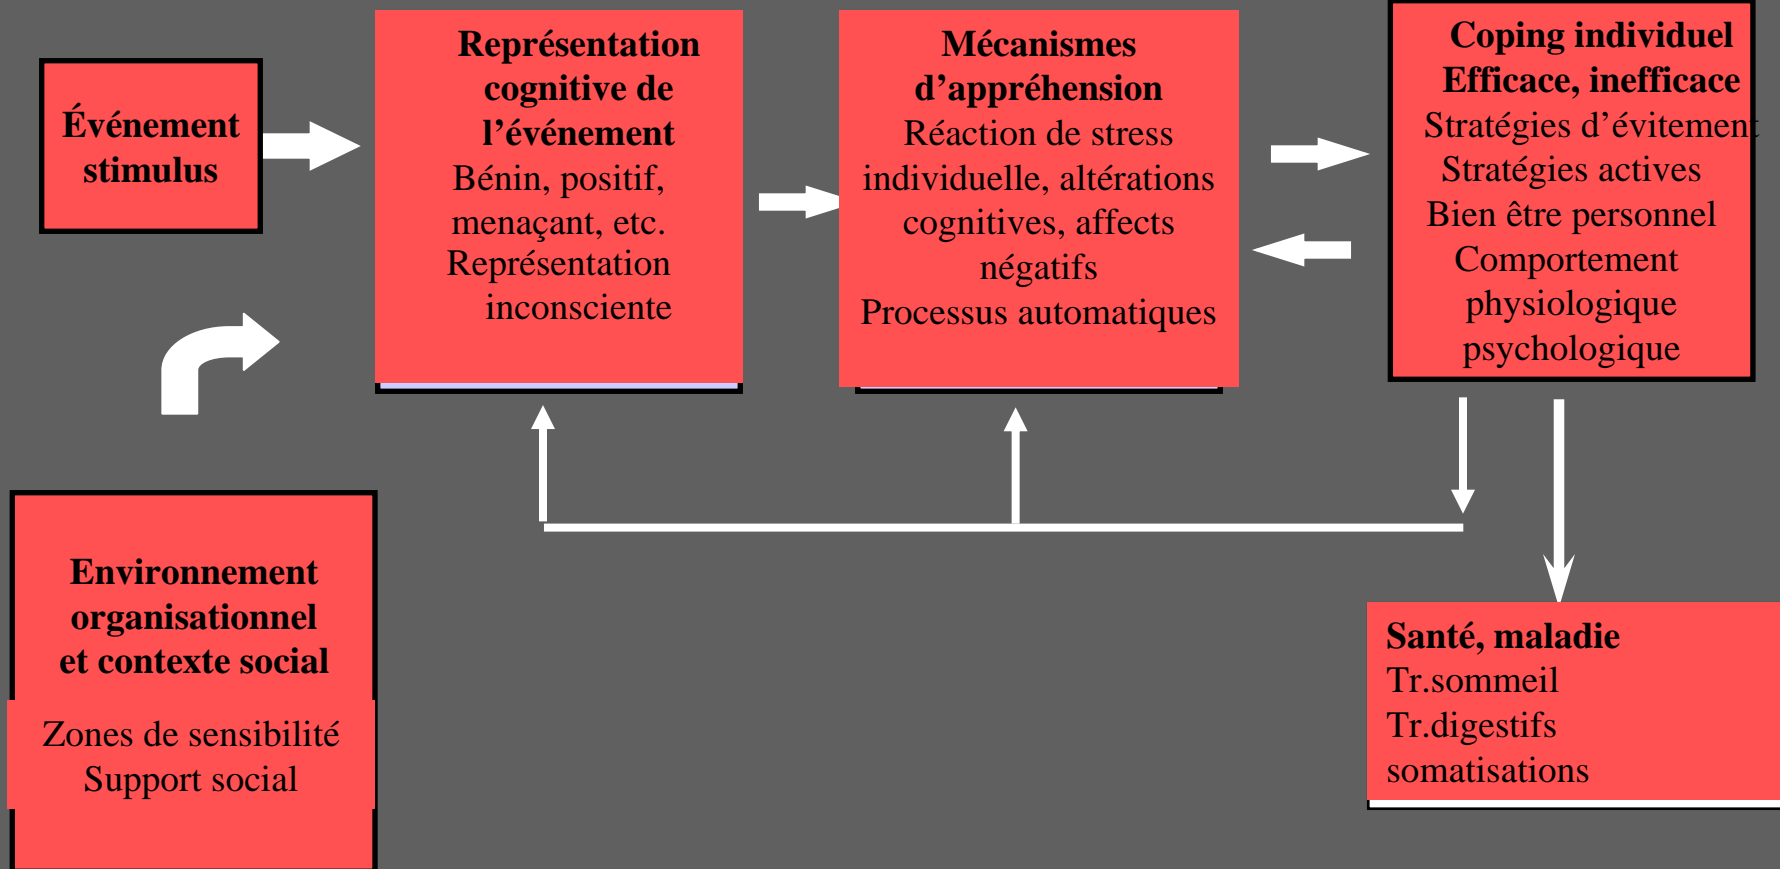 Événement
stimulus
Représentation
cognitive de
l’événement
Bénin, positif,
menaçant, etc.
Représentation
inconsciente
Mécanismes
d’appréhension
Réaction de stress
individuelle, altérations
cognitives, affects
négatifs
Processus automatiques
Coping individuel
Efficace, inefficace
Stratégies d’évitement
Stratégies actives
Bien être personnel
Comportement
physiologique
psychologique
Environnement
organisationnel
et contexte social
Zones de sensibilité
Support social
Santé, maladie
Tr.sommeil
Tr.digestifs
somatisations